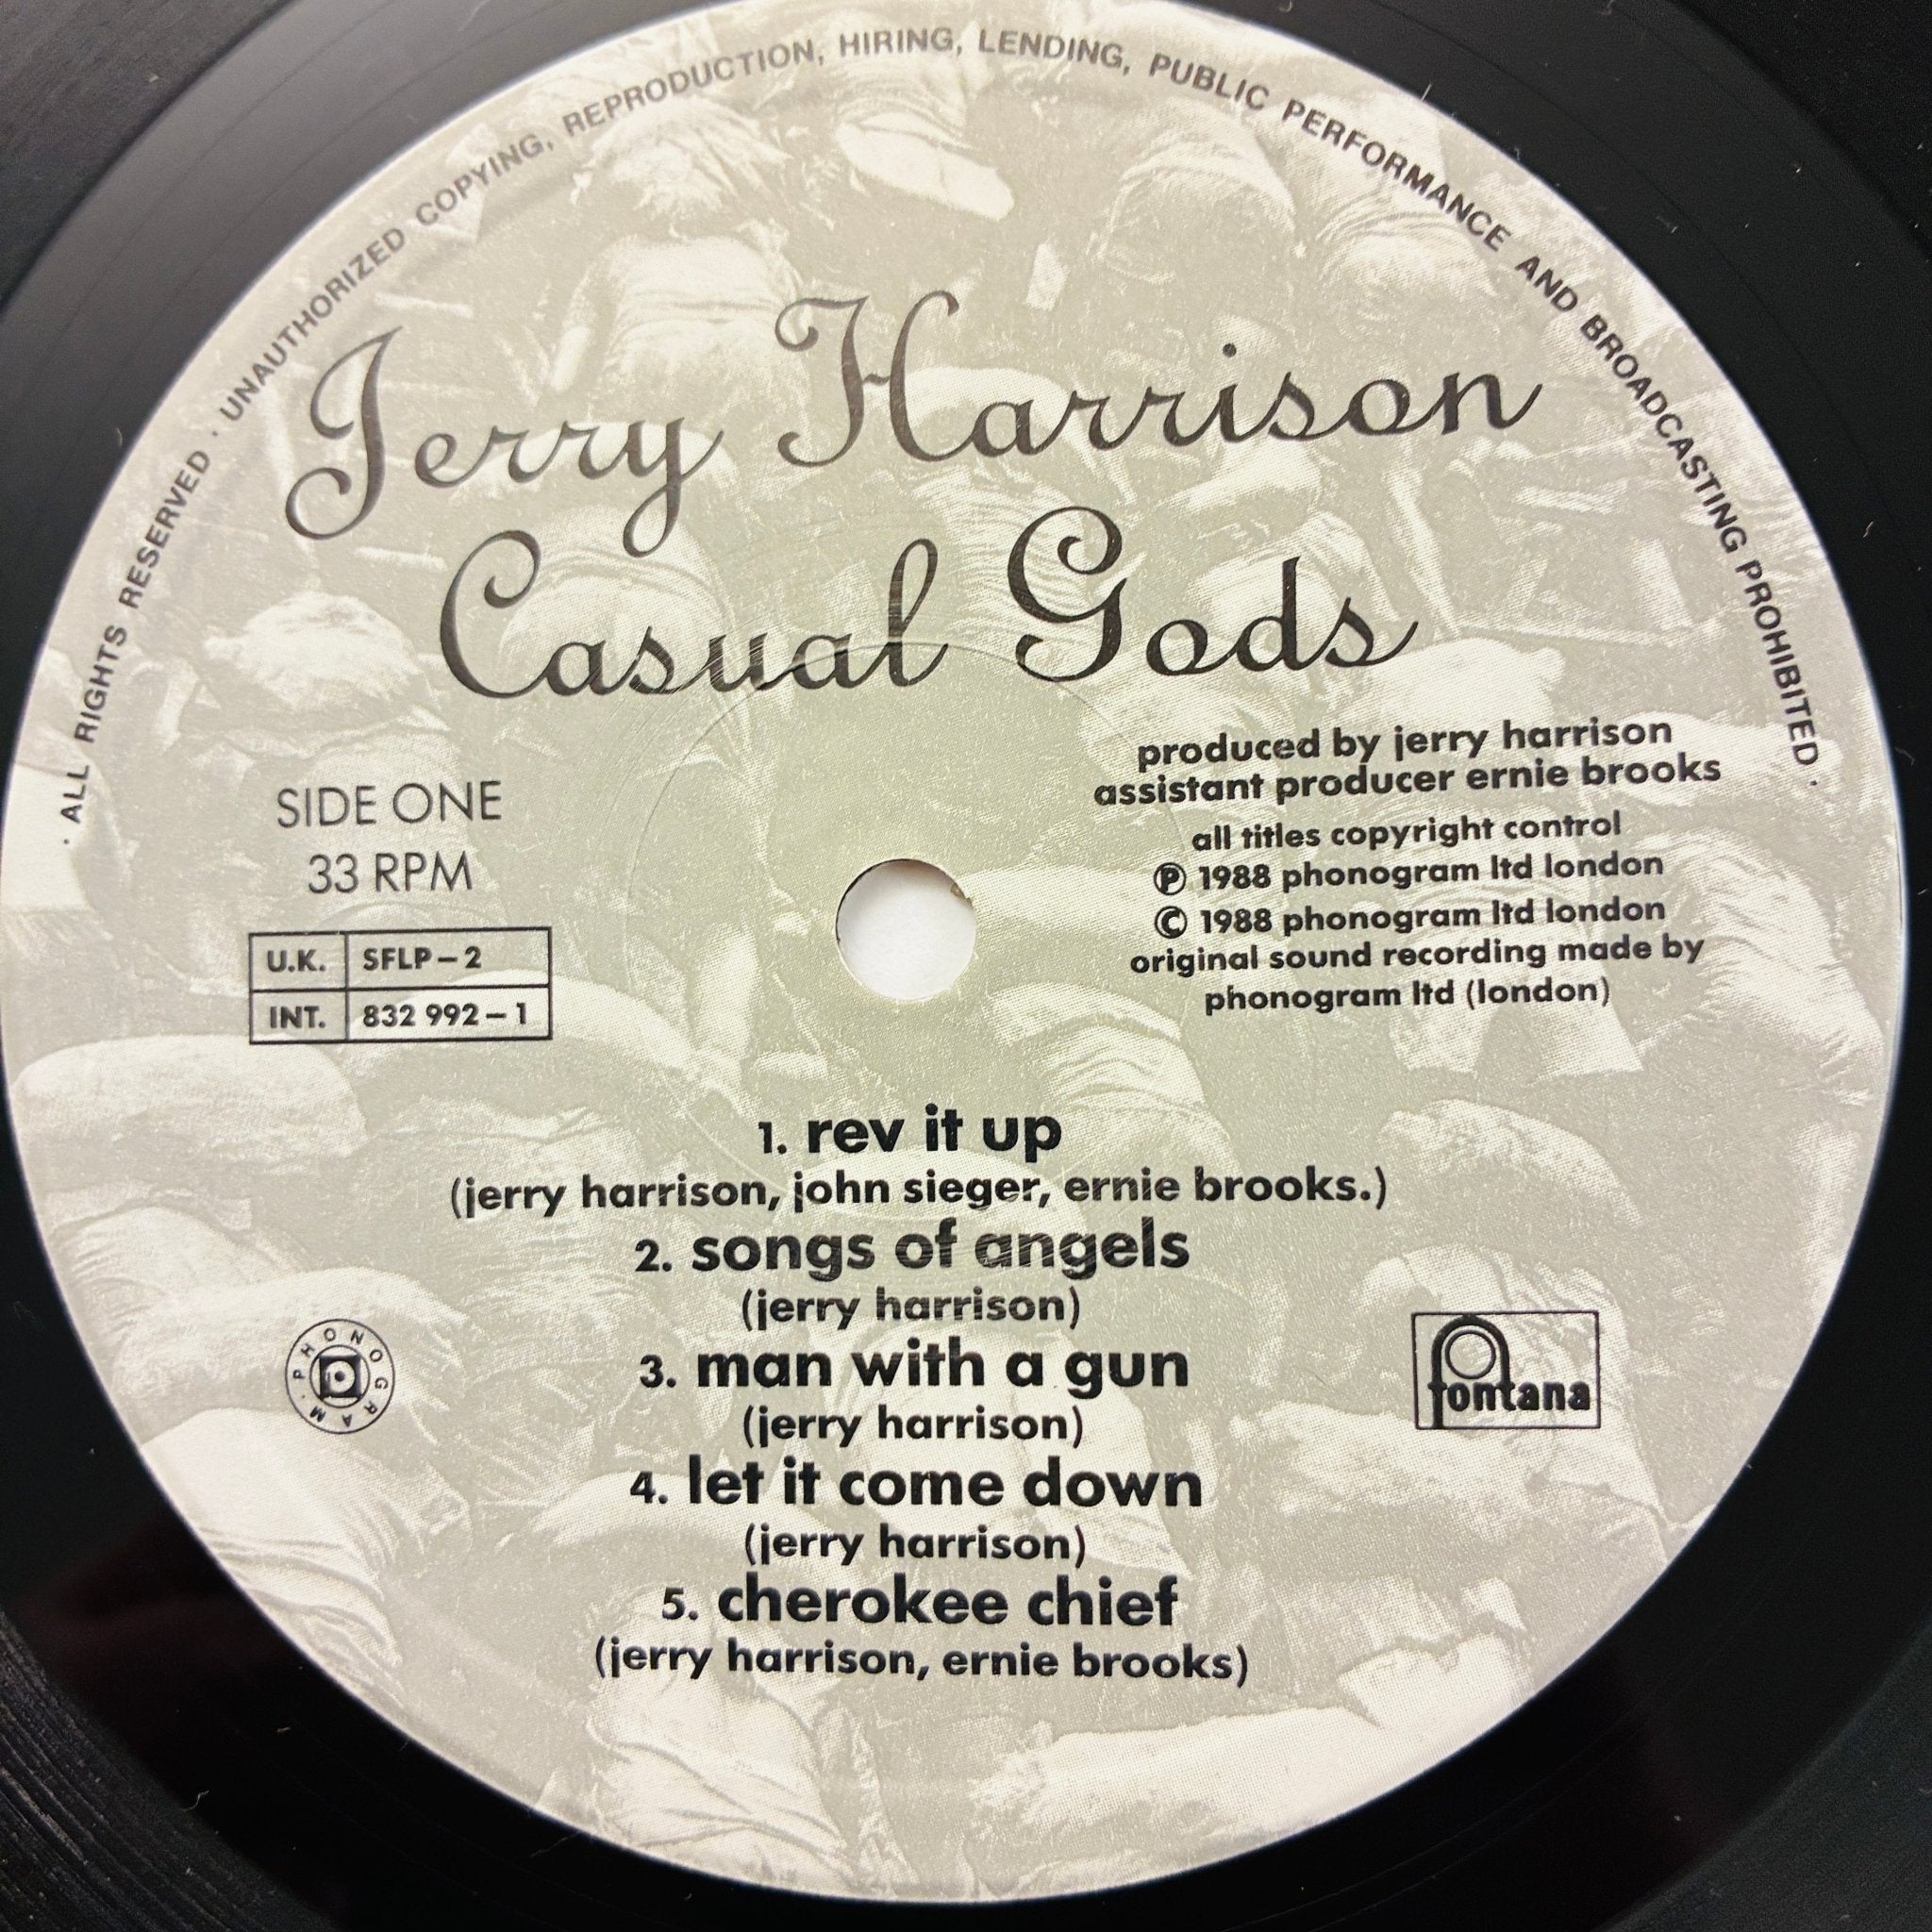 · ALL RIGHTS RESERVED · UNAUTHORIZED COPYING, REPRODUCTION, HIRING, LENDING, PUBLIC PERFORMANCE AND BROADCASTING PROHIBITED ·
Jerry Harrison
Casual Gods
SIDE ONE
33 RPM
U.K. SFLP–2
INT. 832 992–1
produced by jerry harrison
assistant producer ernie brooks
all titles copyright control
℗ 1988 phonogram ltd london
© 1988 phonogram ltd london
original sound recording made by
phonogram ltd (london)
1. rev it up
(jerry harrison, john sieger, ernie brooks.)
2. songs of angels
(jerry harrison)
3. man with a gun
(jerry harrison)
4. let it come down
(jerry harrison)
5. cherokee chief
(jerry harrison, ernie brooks)
PHONOGRAM
fontana